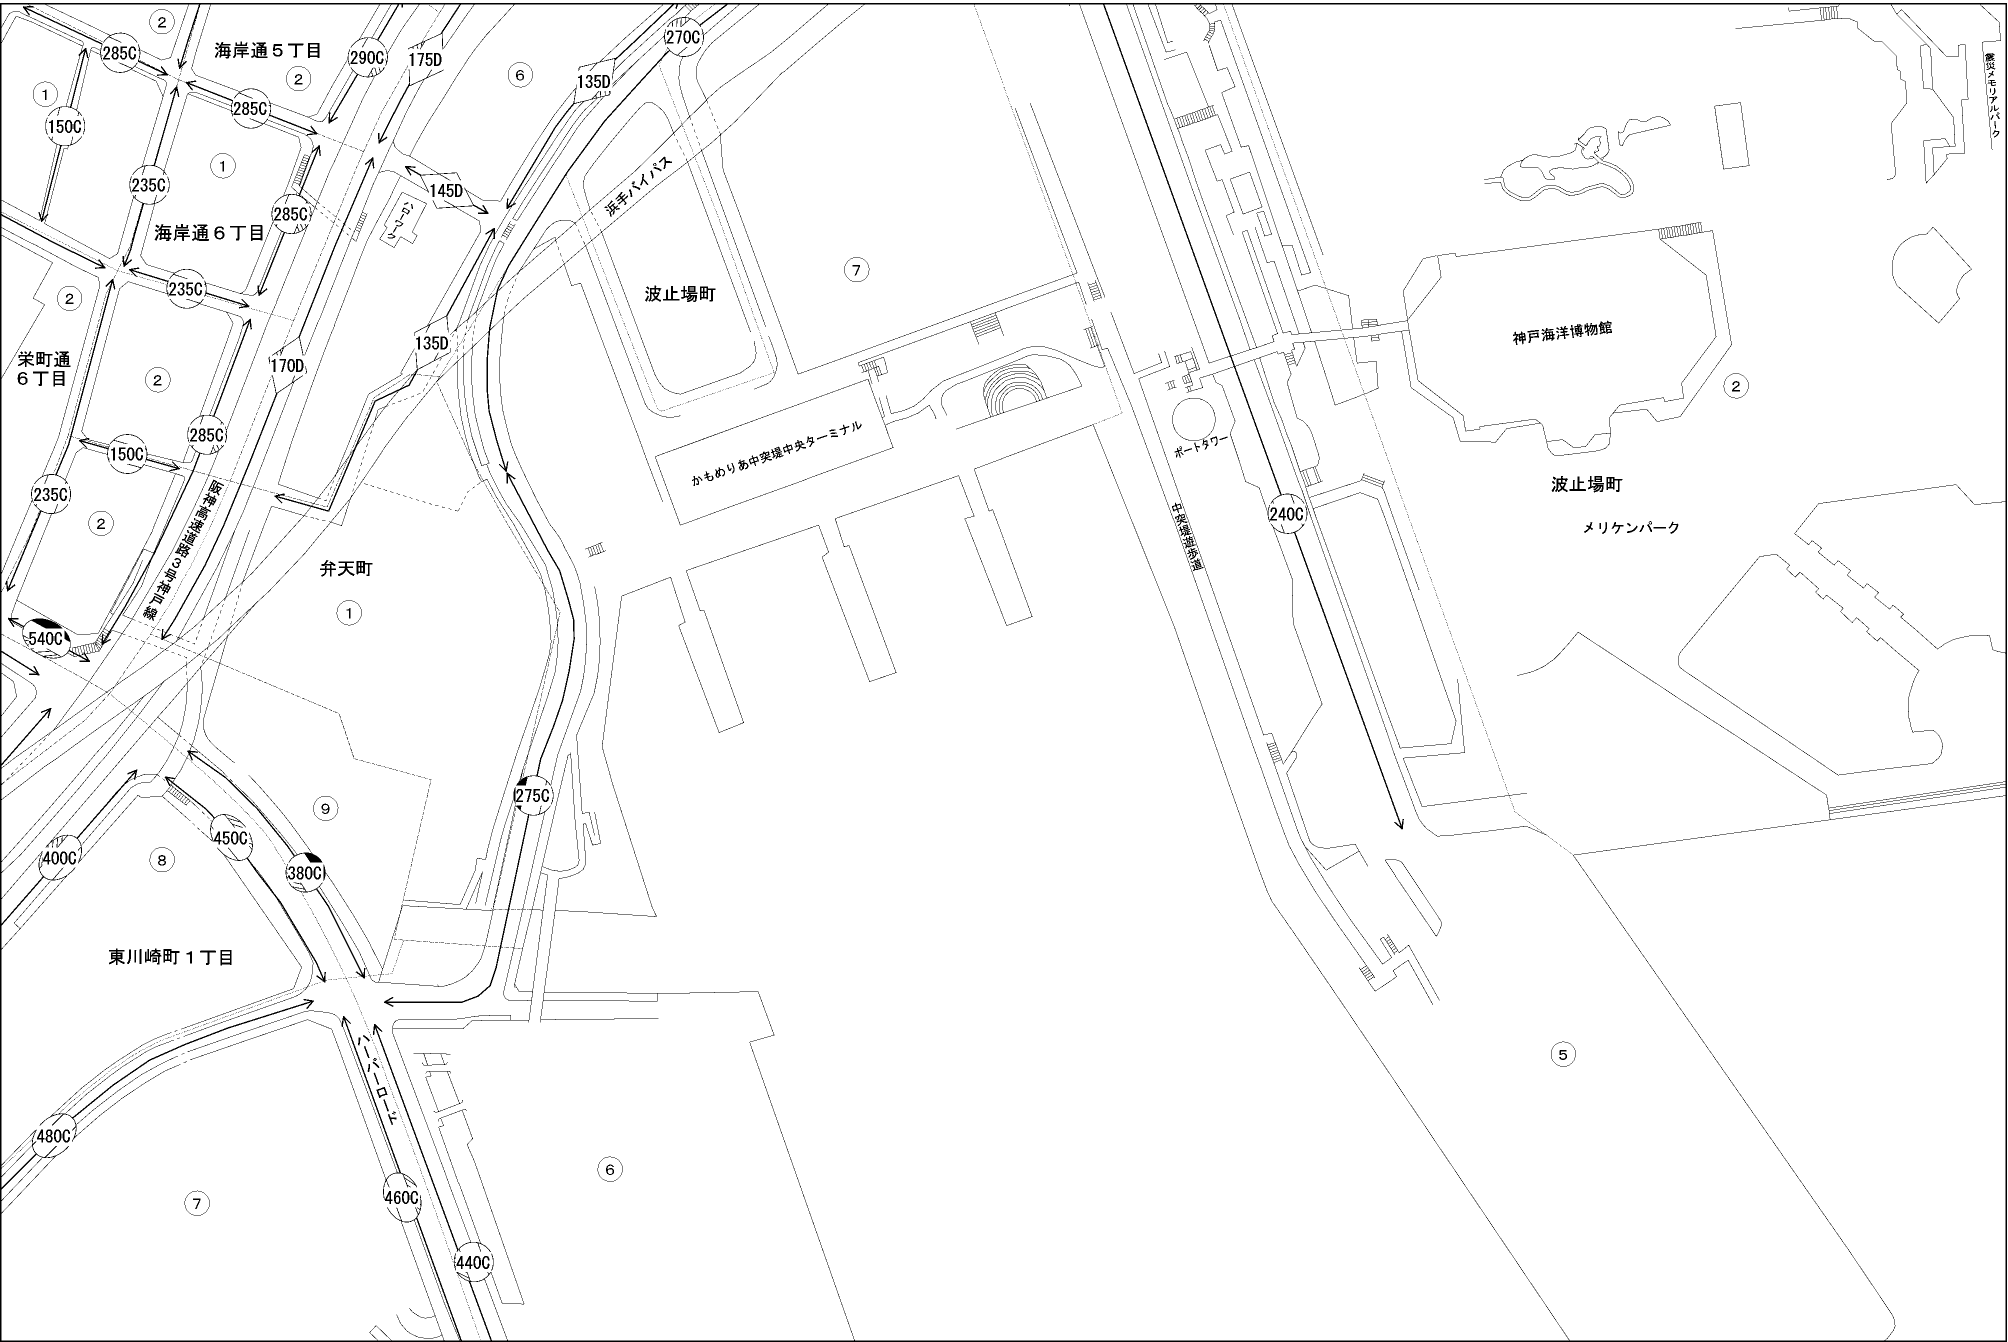 ②
270C
285C
海岸通５丁目
290C
175D
②
⑥
135D
震災メモリアルパーク
①
285C
150C
①
235C
145D
浜手バイパス
ハローワーク
285C
海岸通６丁目
⑦
235C
②
波止場町
神戸海洋博物館
135D
栄町通
６丁目
170D
②
②
285C
ポートタワー
150C
かもめりあ中突堤中央ターミナル
235C
波止場町
240C
②
阪神高速道路３号神戸線
メリケンパーク
中突堤遊歩道
弁天町
①
540C
275C
⑨
450C
400C
⑧
380C
東川崎町１丁目
ハーバーロード
⑤
480C
⑥
460C
⑦
440C